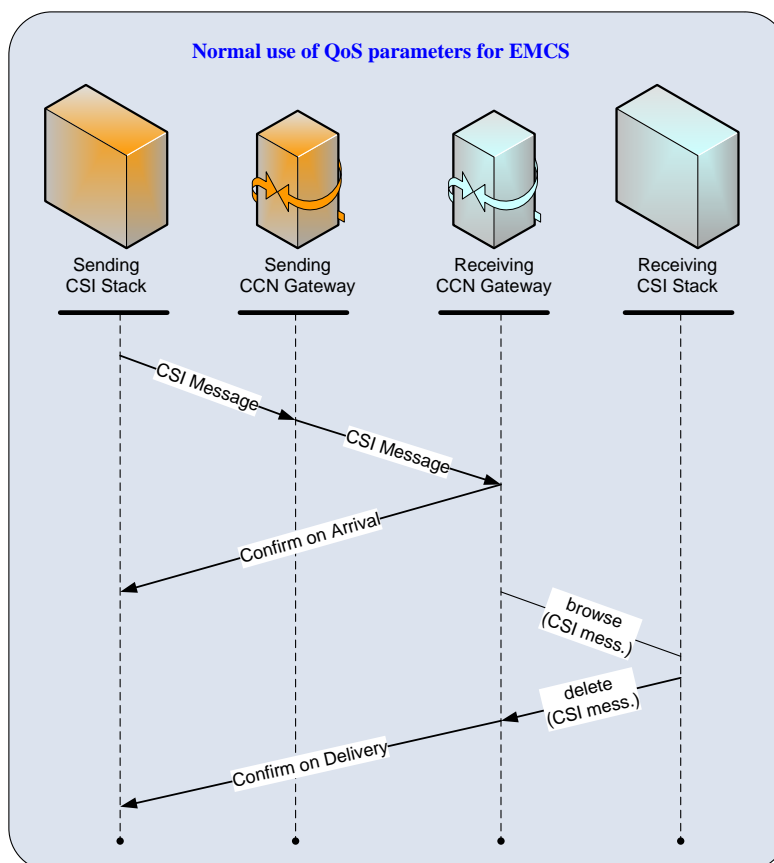 Normal use of QoS parameters for EMCS
Sending
CSI Stack
Sending
CCN Gateway
Receiving
CCN Gateway
Receiving
CSI Stack
CSI Message
CSI Message
Confirm on Arrival
browse
(CSI mess.)
delete
(CSI mess.)
Confirm on Delivery